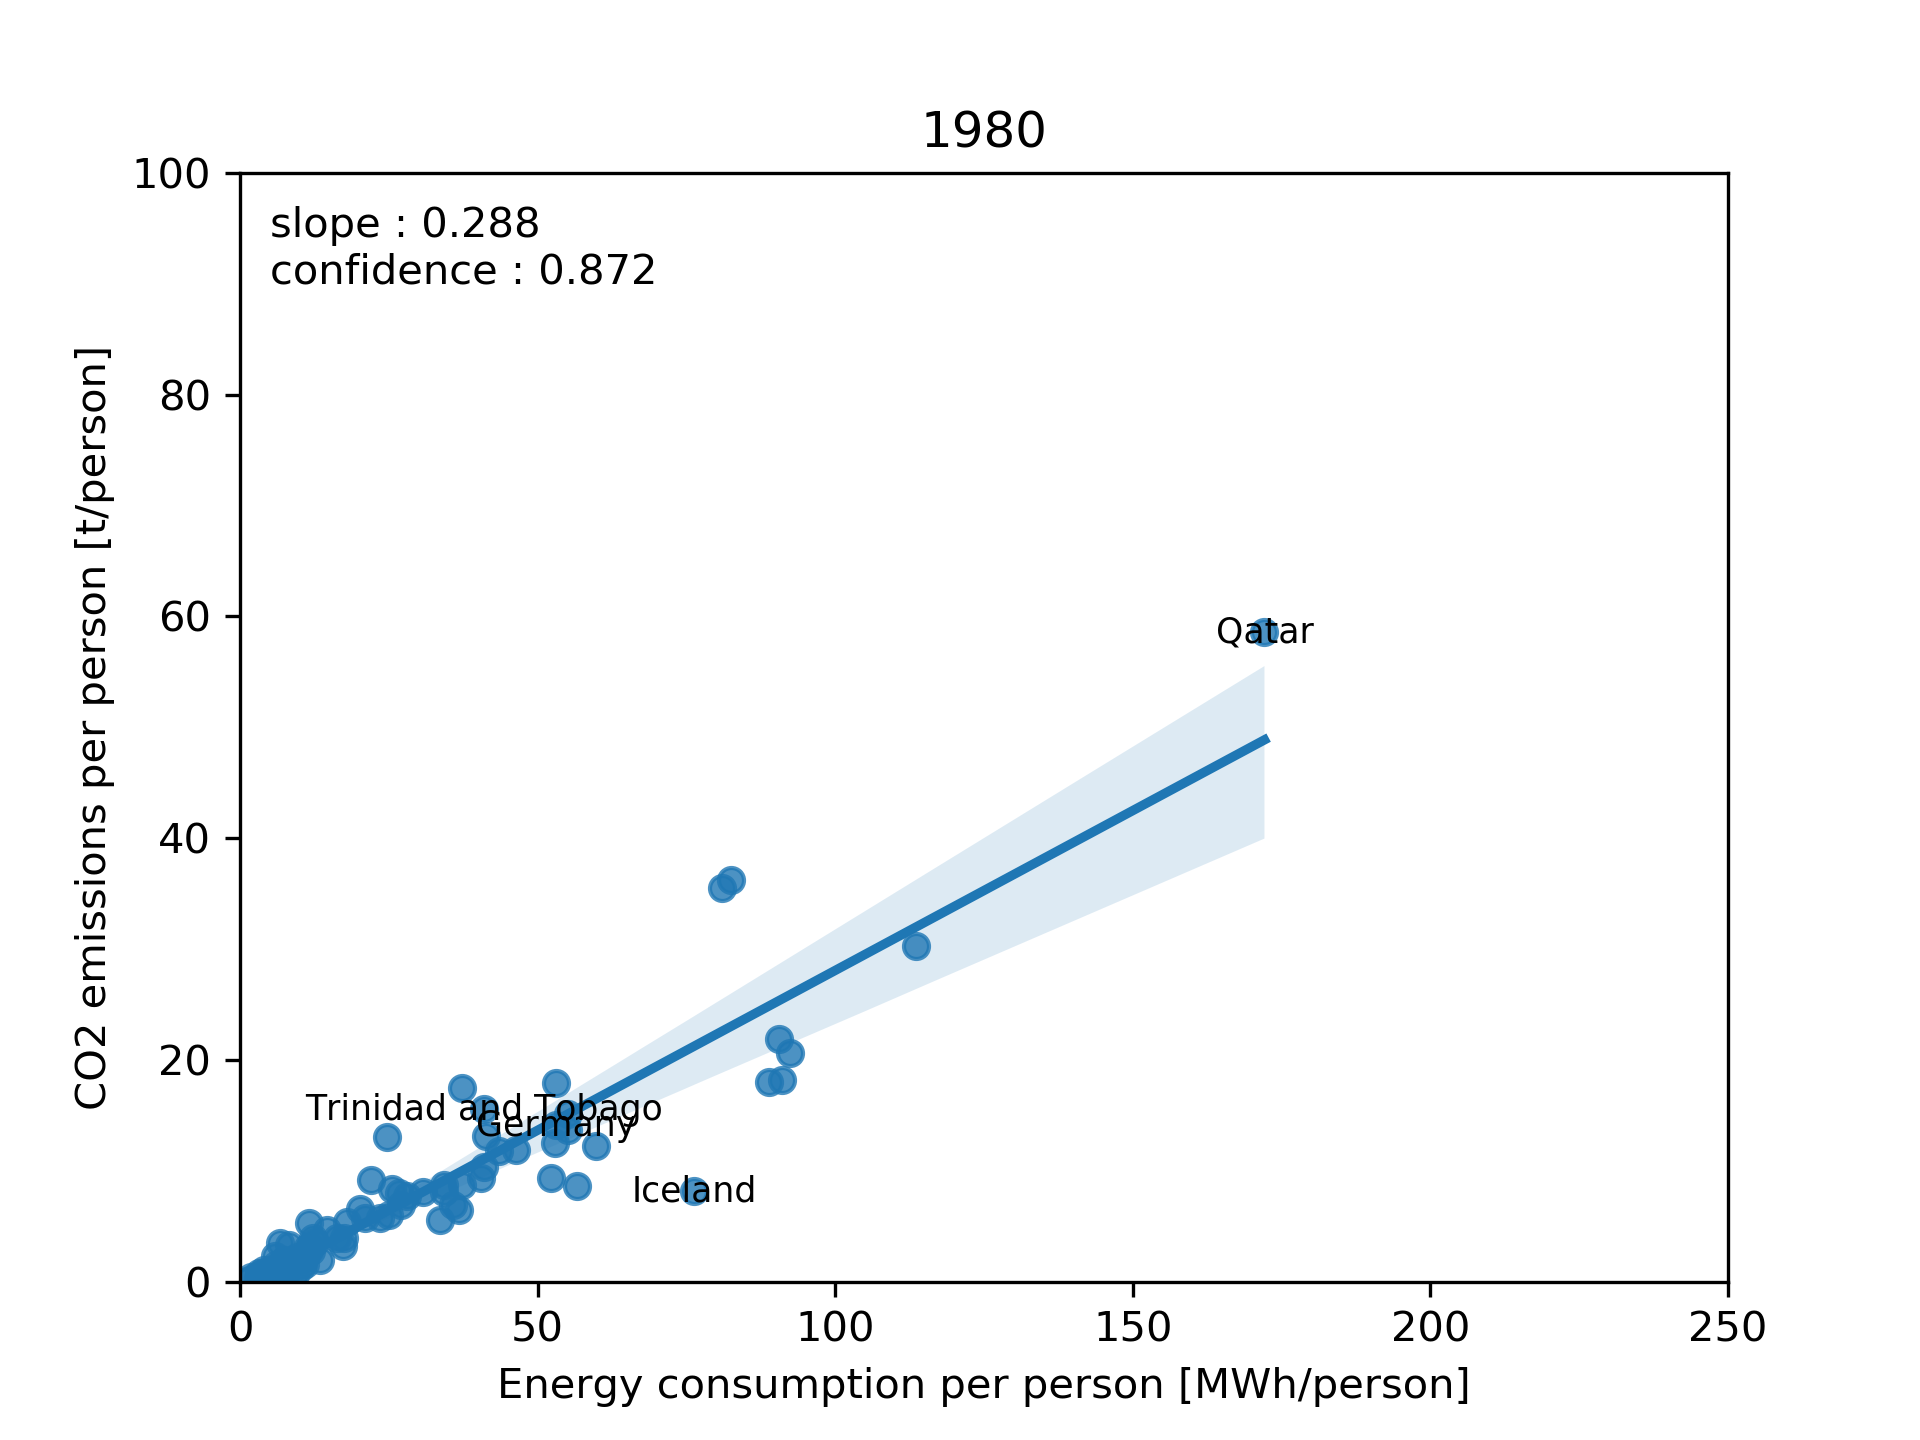 1980
slope : 0.288
confidence : 0.872
100
80
60
40
20
0
CO2 emissions per person [t/person]
Qatar
Trinidad and Tobago
Germany
Iceland
0 50 100 150 200 250
Energy consumption per person [MWh/person]